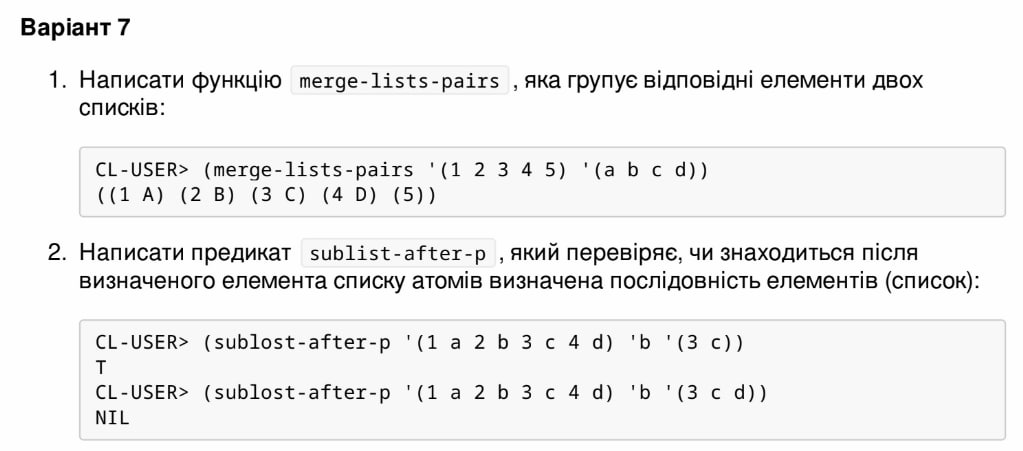 Варіант 7
1. Написати функцію merge-lists-pairs , яка групує відповідні елементи двох
списків:
CL-USER> (merge-lists-pairs '(1 2 3 4 5) '(a b c d))
((1 A) (2 B) (3 C) (4 D) (5))
2. Написати предикат sublist-after-p , який перевіряє, чи знаходиться після
визначеного елемента списку атомів визначена послідовність елементів (список):
CL-USER> (sublost-after-p '(1 a 2 b 3 c 4 d) 'b '(3 c))
T
CL-USER> (sublost-after-p '(1 a 2 b 3 c 4 d) 'b '(3 c d))
NIL